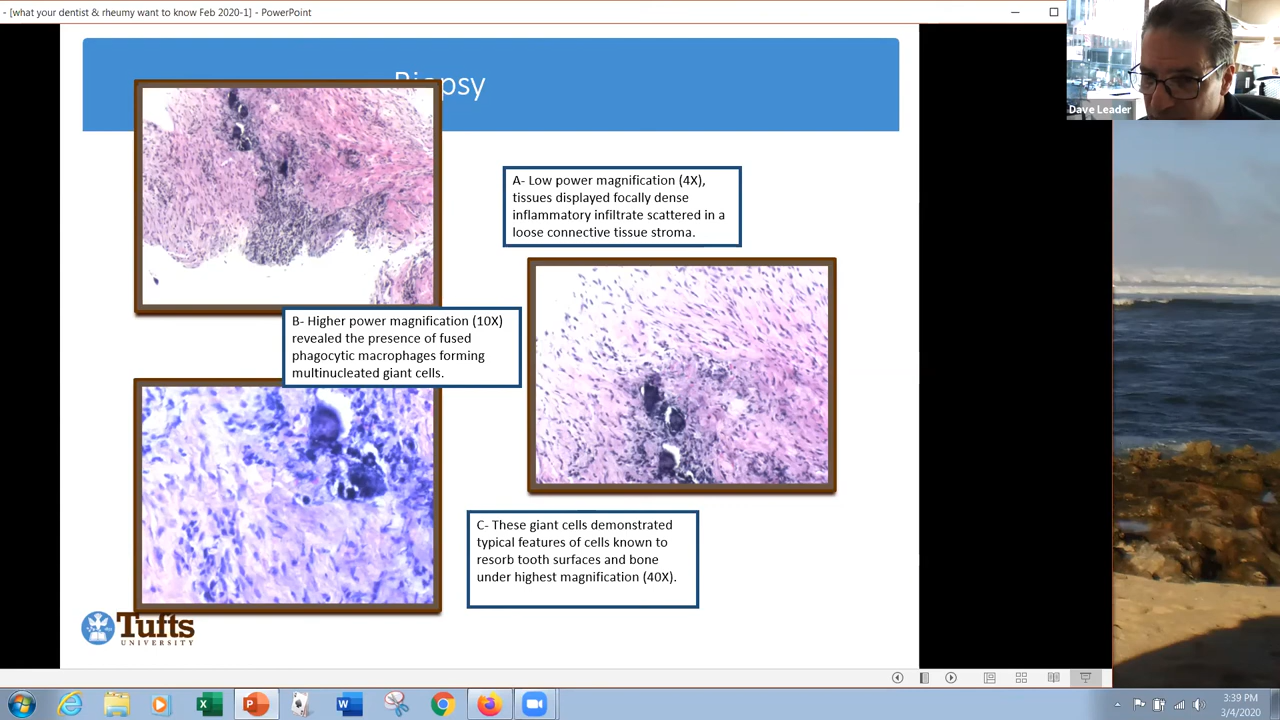 - [what your dentist & rheumy want to know Feb 2020-1] - PowerPoint
Dave Leader
Biopsy
A- Low power magnification (4X),
tissues displayed focally dense
inflammatory infiltrate scattered in a
loose connective tissue stroma.
B- Higher power magnification (10X)
revealed the presence of fused
phagocytic macrophages forming
multinucleated giant cells.
C- These giant cells demonstrated
typical features of cells known to
resorb tooth surfaces and bone
under highest magnification (40X).
Tufts
UNIVERSITY
3:39 PM
3/4/2020